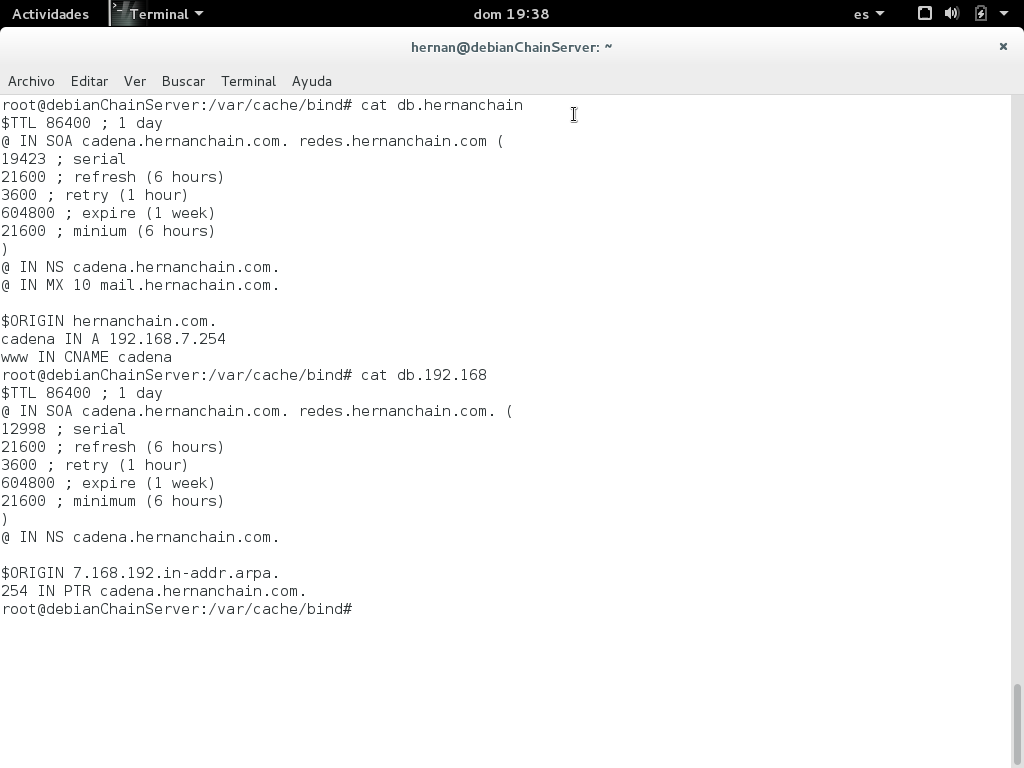 Actividades Terminal dom 19:38 es
hernan@debianChainServer: ~ ×
Archivo Editar Ver Buscar Terminal Ayuda
root@debianChainServer:/var/cache/bind# cat db.hernanchain
$TTL 86400 ; 1 day
@ IN SOA cadena.hernanchain.com. redes.hernanchain.com (
19423 ; serial
21600 ; refresh (6 hours)
3600 ; retry (1 hour)
604800 ; expire (1 week)
21600 ; minium (6 hours)
)
@ IN NS cadena.hernanchain.com.
@ IN MX 10 mail.hernachain.com.
$ORIGIN hernanchain.com.
cadena IN A 192.168.7.254
www IN CNAME cadena
root@debianChainServer:/var/cache/bind# cat db.192.168
$TTL 86400 ; 1 day
@ IN SOA cadena.hernanchain.com. redes.hernanchain.com. (
12998 ; serial
21600 ; refresh (6 hours)
3600 ; retry (1 hour)
604800 ; expire (1 week)
21600 ; minimum (6 hours)
)
@ IN NS cadena.hernanchain.com.
$ORIGIN 7.168.192.in-addr.arpa.
254 IN PTR cadena.hernanchain.com.
root@debianChainServer:/var/cache/bind#